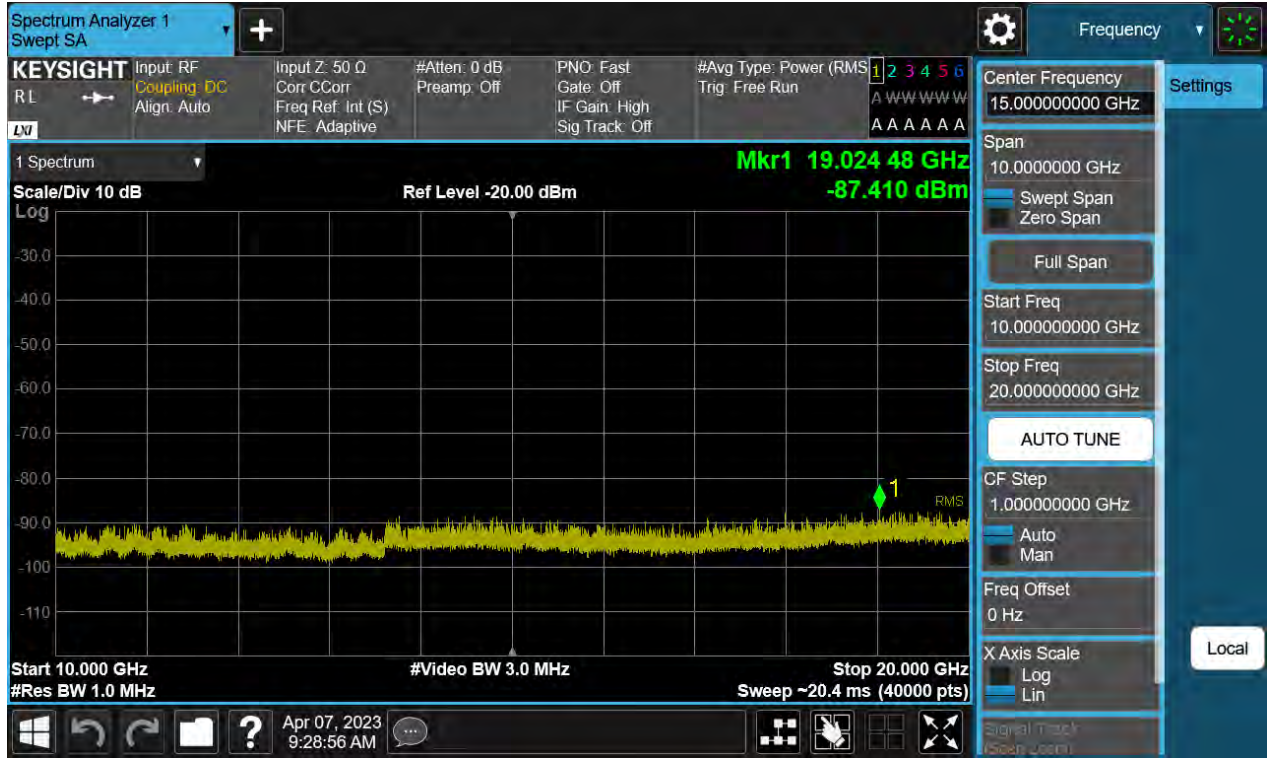 Spectrum Analyzer 1
Swept SA
+
Frequency
KEYSIGHT
RL
LXI
Input: RF
Coupling: DC
Align: Auto
Input Z: 50 Ω
Corr CCorr
Freq Ref: Int (S)
NFE: Adaptive
#Atten: 0 dB
Preamp: Off
PNO: Fast
Gate: Off
IF Gain: High
Sig Track: Off
#Avg Type: Power (RMS
Trig: Free Run
1 2 3 4 5 6
A W W W W W
A A A A A A
1 Spectrum
Scale/Div 10 dB
Ref Level -20.00 dBm
Mkr1 19.024 48 GHz
-87.410 dBm
Log
-30.0
-40.0
-50.0
-60.0
-70.0
-80.0
-90.0
-100
-110
1
RMS
Start 10.000 GHz
#Video BW 3.0 MHz
Stop 20.000 GHz
#Res BW 1.0 MHz
Sweep ~20.4 ms (40000 pts)
Center Frequency
15.000000000 GHz
Settings
Span
10.0000000 GHz
Swept Span
Zero Span
Full Span
Start Freq
10.000000000 GHz
Stop Freq
20.000000000 GHz
AUTO TUNE
CF Step
1.000000000 GHz
Auto
Man
Freq Offset
0 Hz
X Axis Scale
Log
Lin
Local
Signal Track
(Span Zoom)
?
Apr 07, 2023
9:28:56 AM